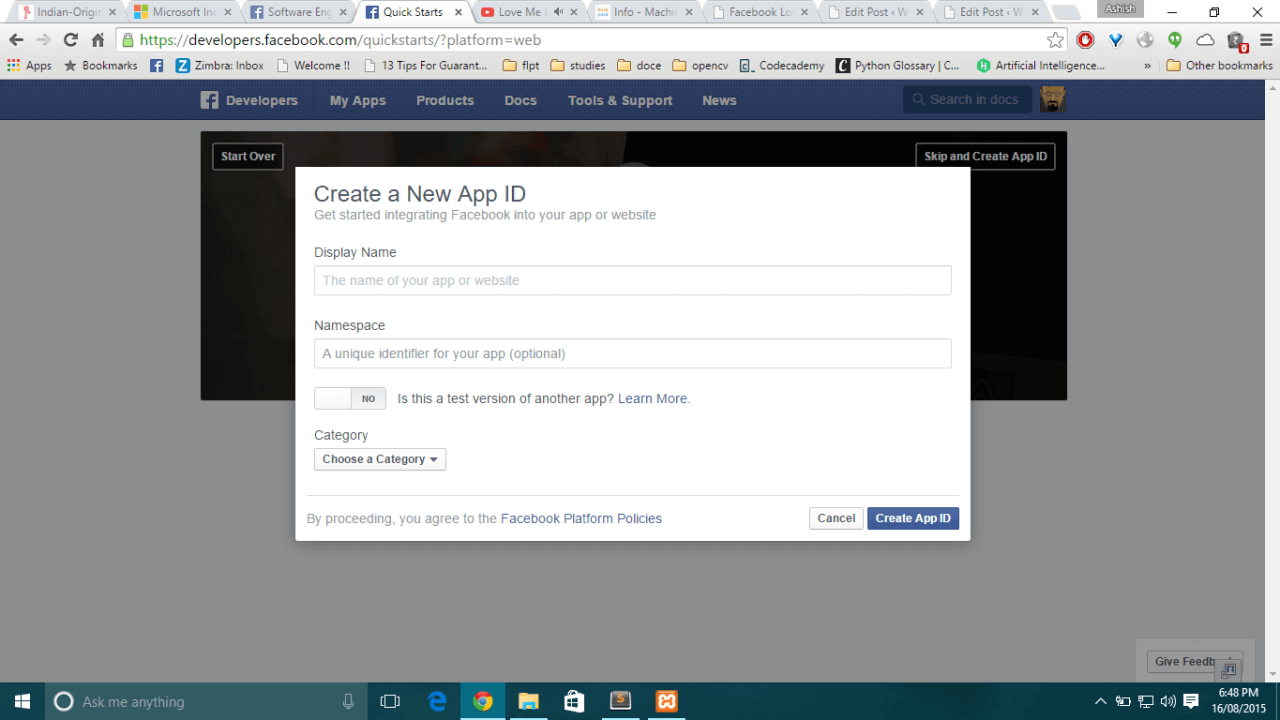 Indian-Origi
Microsoft Inc
Software Eng
Quick Starts
Love Me L
Info - Machin
Facebook Lo
Edit Post ‹ W
Edit Post ‹ W
Ashish
https://developers.facebook.com/quickstarts/?platform=web
0
Apps
Bookmarks
Zimbra: Inbox
Welcome !!
13 Tips For Guarant...
flpt
studies
doce
opencv
Codecademy
Python Glossary | C...
Artificial Intelligence...
»
Other bookmarks
Developers
My Apps
Products
Docs
Tools & Support
News
Search in docs
Start Over
Skip and Create App ID
Create a New App ID
Get started integrating Facebook into your app or website
Display Name
The name of your app or website
Namespace
A unique identifier for your app (optional)
NO
Is this a test version of another app? Learn More.
Category
Choose a Category
By proceeding, you agree to the Facebook Platform Policies
Cancel
Create App ID
Give Feedb
Ask me anything
6:48 PM
16/08/2015